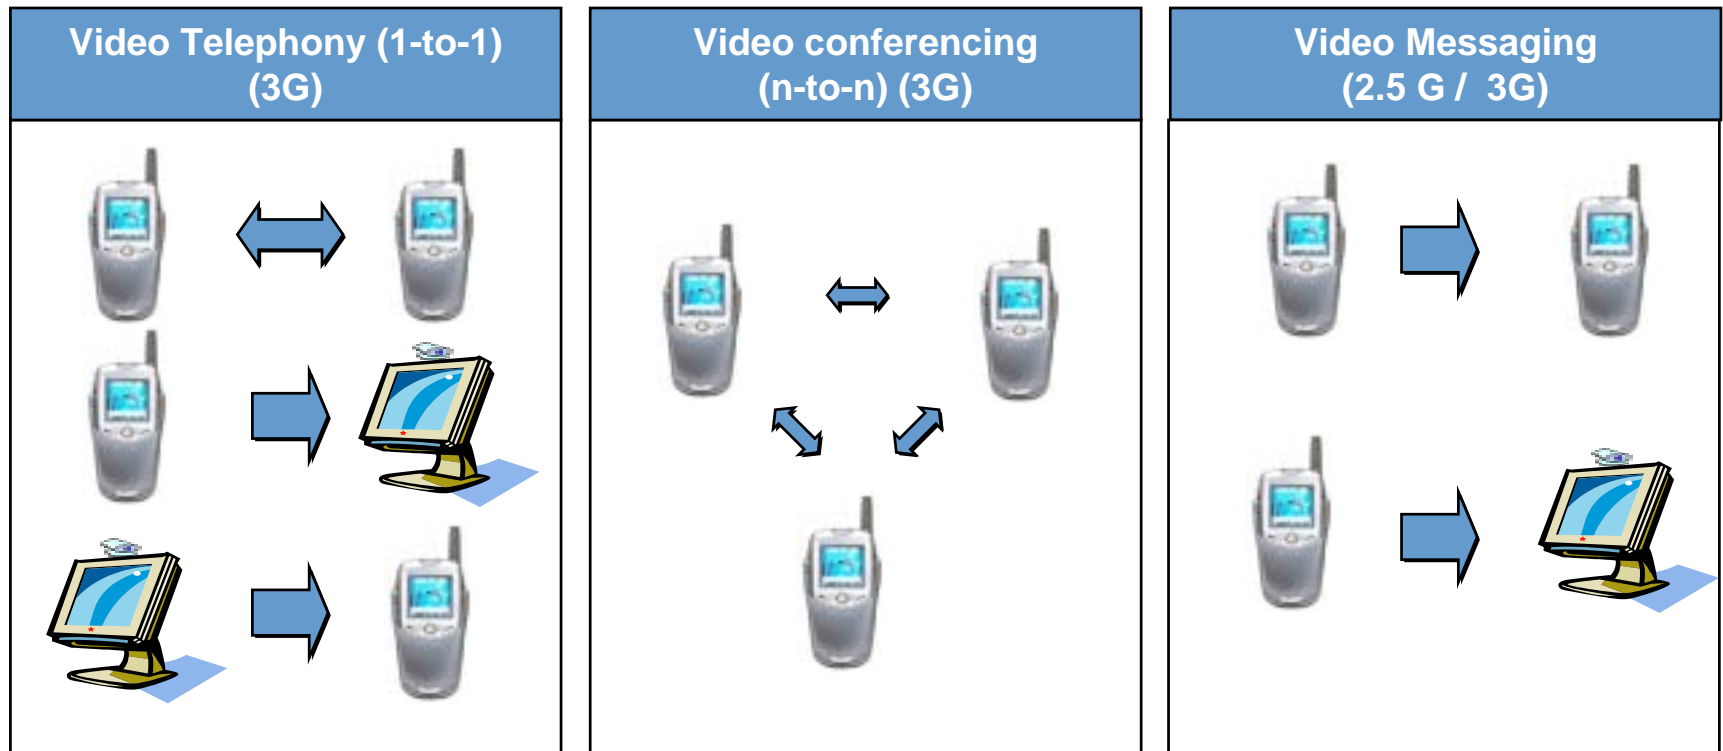 Video Telephony (1-to-1)
(3G)
Video conferencing
(n-to-n) (3G)
Video Messaging
(2.5 G /  3G)